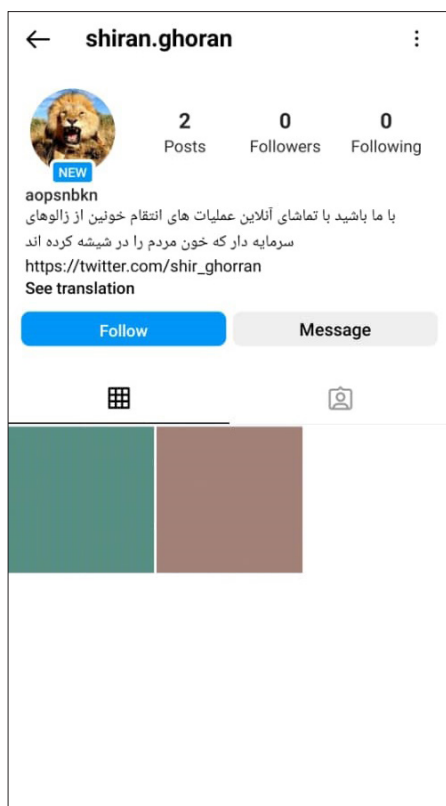 shiran.ghoran
2
Posts
0
Followers
0
Following
NEW
aopsnbkn
با ما باشید با تماشای آنلاین عملیات های انتقام خونین از زالوهای
سرمایه دار که خون مردم را در شیشه کرده اند
https://twitter.com/shir_ghorran
See translation
Follow
Message